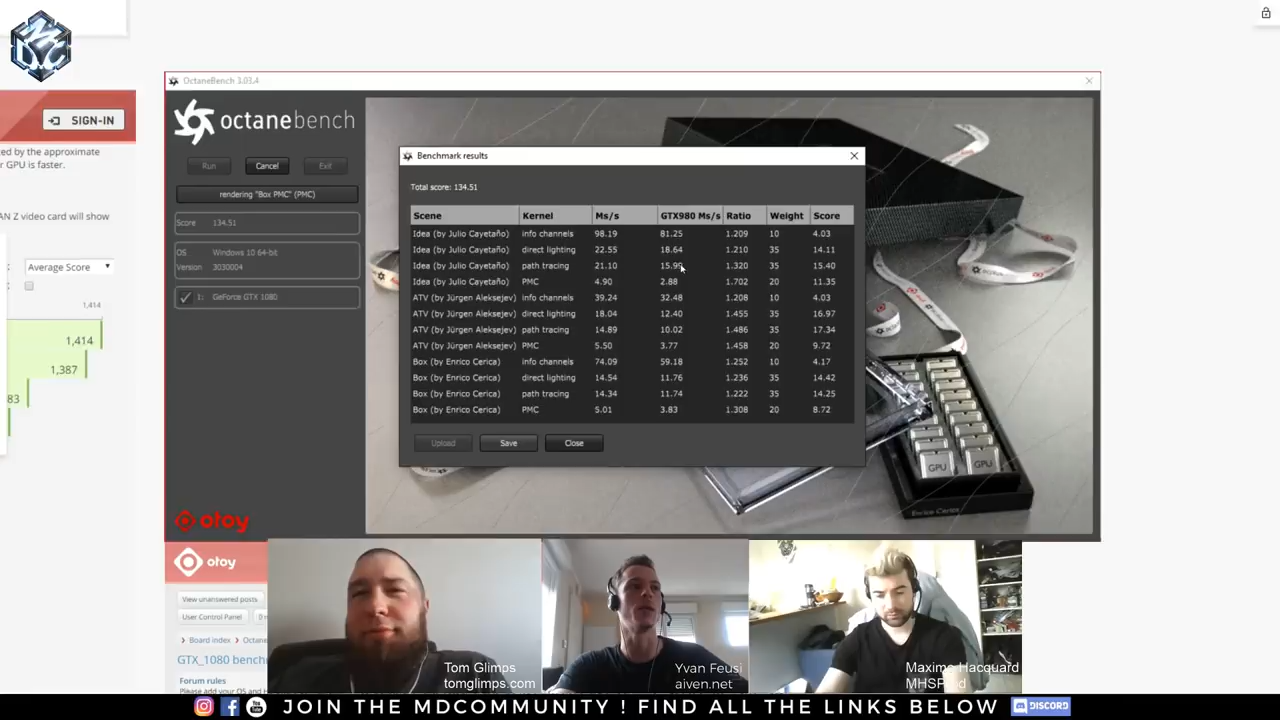 SIGN-IN
ted by the approximate
r GPU is faster.
AN Z video card will show
Average Score
1,414
1,414
1,387
83
OctaneBench 3.03.4
octanebench
Run Cancel Exit
rendering "Box PMC" (PMC)
Score 134.51
OS Windows 10 64-bit
Version 3030004
1: GeForce GTX 1080
otoy
Benchmark results
Total score: 134.51
Scene Kernel Ms/s GTX980 Ms/s Ratio Weight Score
Idea (by Julio Cayetaño) info channels 98.19 81.25 1.209 10 4.03
Idea (by Julio Cayetaño) direct lighting 22.55 18.64 1.210 35 14.11
Idea (by Julio Cayetaño) path tracing 21.10 15.99 1.320 35 15.40
Idea (by Julio Cayetaño) PMC 4.90 2.88 1.702 20 11.35
ATV (by Jürgen Aleksejev) info channels 39.24 32.48 1.208 10 4.03
ATV (by Jürgen Aleksejev) direct lighting 18.04 12.40 1.455 35 16.97
ATV (by Jürgen Aleksejev) path tracing 14.89 10.02 1.486 35 17.34
ATV (by Jürgen Aleksejev) PMC 5.50 3.77 1.458 20 9.72
Box (by Enrico Cerica) info channels 74.09 59.18 1.252 10 4.17
Box (by Enrico Cerica) direct lighting 14.54 11.76 1.236 35 14.42
Box (by Enrico Cerica) path tracing 14.34 11.74 1.222 35 14.25
Box (by Enrico Cerica) PMC 5.01 3.83 1.308 20 8.72
Upload Save Close
GPU GPU
Enrico Cerica
otoy
View unanswered posts
User Control Panel
Board index Octane
GTX_1080 bench
Forum rules
Please add your OS and
Tom Glimps
tomglimps.com
Yvan Feusi
aiven.net
Maxime Hacquard
JOIN THE MDCOMMUNITY ! FIND ALL THE LINKS BELOW DISCORD